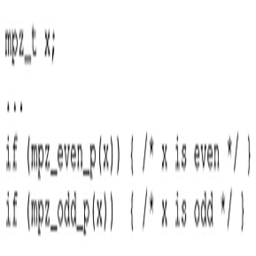 mpz_t x;
...
if (mpz_even_p(x)) { /* x is even */ }
if (mpz_odd_p(x)) { /* x is odd */ }